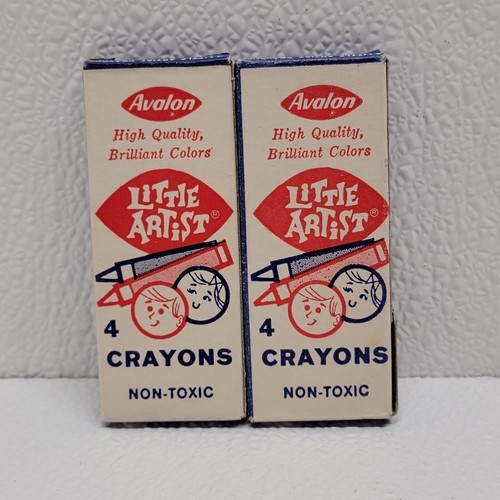 Avalon
High Quality,
Brilliant Colors
LiTTLE
ARTiST®
4
CRAYONS
NON-TOXIC
Avalon
High Quality,
Brilliant Colors
LiTTLE
ARTiST®
4
CRAYONS
NON-TOXIC